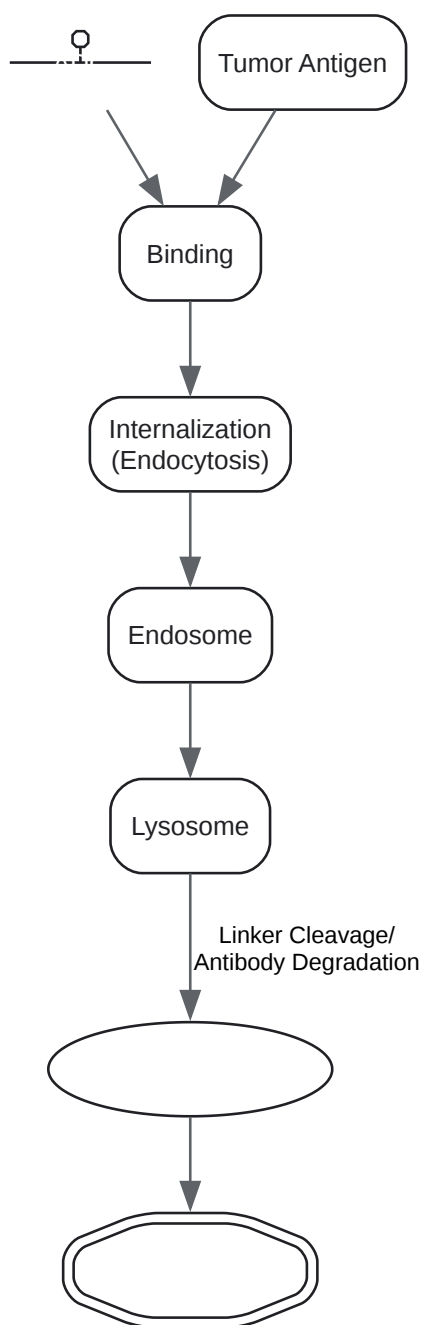 Tumor Antigen
Binding
Internalization
(Endocytosis)
Endosome
Lysosome
Linker Cleavage/
Antibody Degradation